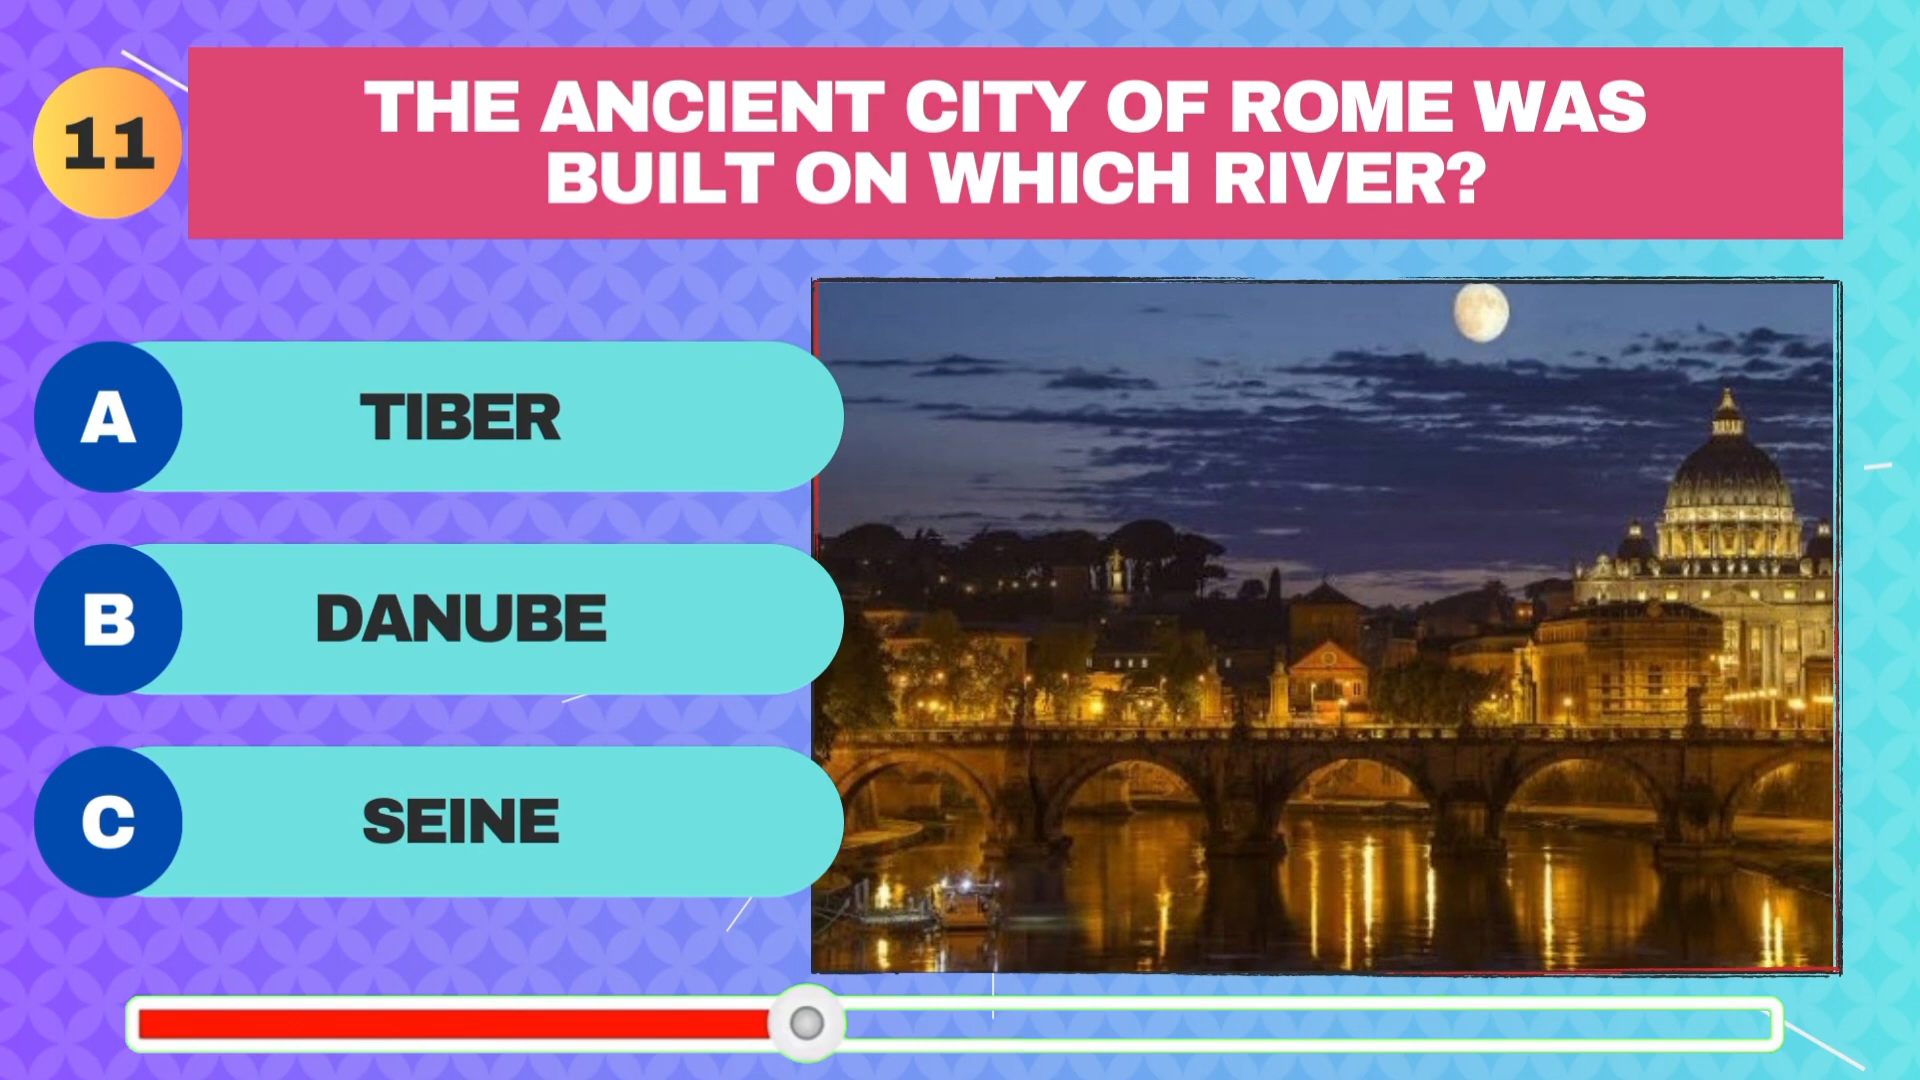 11
THE ANCIENT CITY OF ROME WAS
BUILT ON WHICH RIVER?
A
TIBER
B
DANUBE
C
SEINE